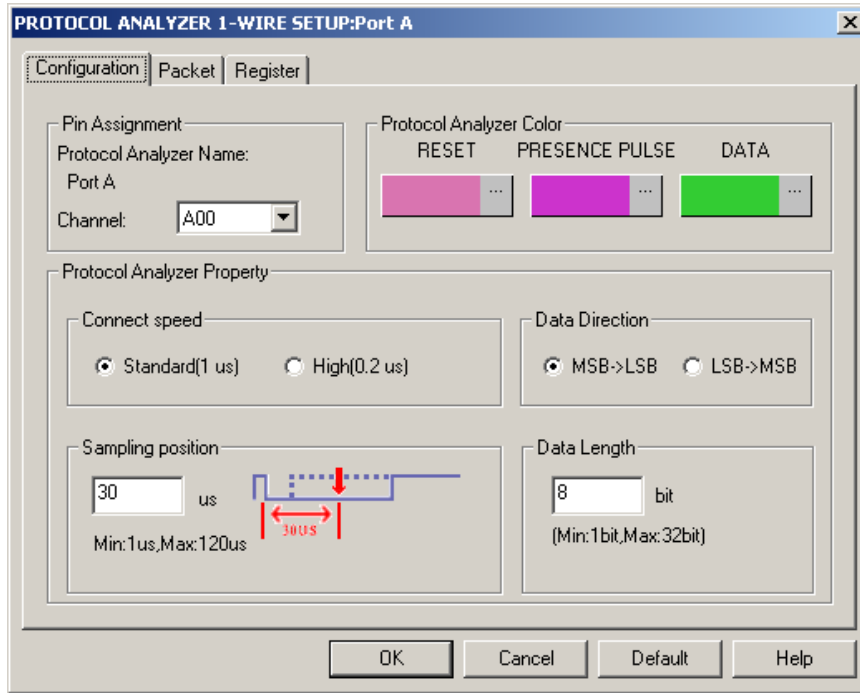 PROTOCOL ANALYZER 1-WIRE SETUP:Port A
Configuration Packet Register
Pin Assignment
Protocol Analyzer Name:
Port A
Channel: A00
Protocol Analyzer Color
RESET PRESENCE PULSE DATA
... ... ...
Protocol Analyzer Property
Connect speed
Standard(1 us) High(0.2 us)
Data Direction
MSB->LSB LSB->MSB
Sampling position
30 us
30US
Min:1us,Max:120us
Data Length
8 bit
(Min:1bit,Max:32bit)
OK Cancel Default Help